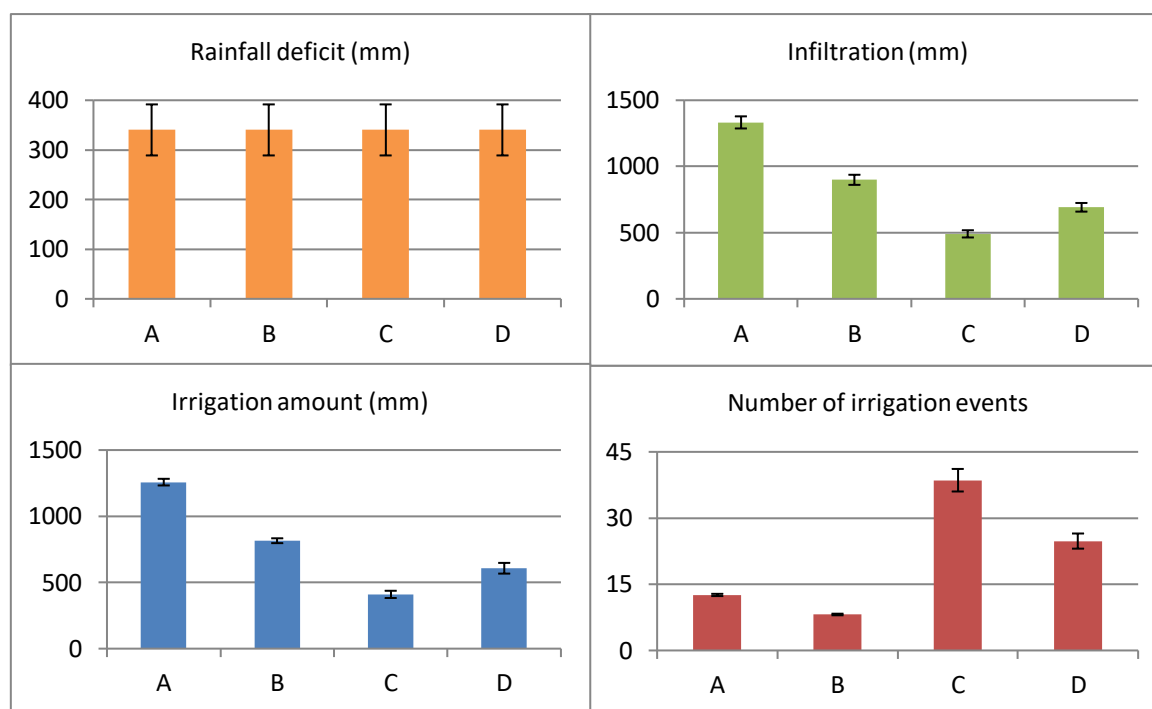 Rainfall deficit (mm)
400
300
200
100
0
A B C D
Infiltration (mm)
1500
1000
500
0
A B C D
Irrigation amount (mm)
1500
1000
500
0
A B C D
Number of irrigation events
45
30
15
0
A B C D